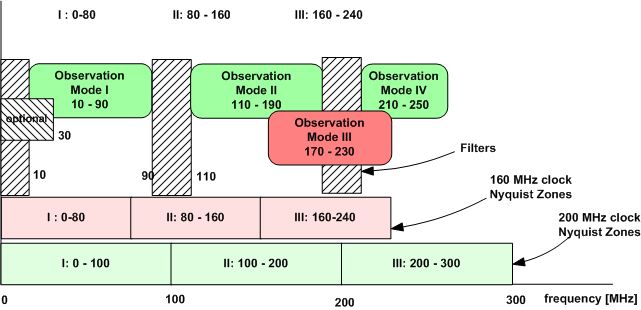 I : 0-80 II: 80 - 160 III: 160 - 240
Observation
Mode I
10 - 90
Observation
Mode II
110 - 190
Observation
Mode IV
210 - 250
optional
30
Observation
Mode III
170 - 230
Filters
10
90
110
160 MHz clock
Nyquist Zones
I : 0-80 II: 80 - 160 III: 160-240
200 MHz clock
Nyquist Zones
I: 0 - 100 II: 100 - 200 III: 200 - 300
0 100 200 300 frequency [MHz]